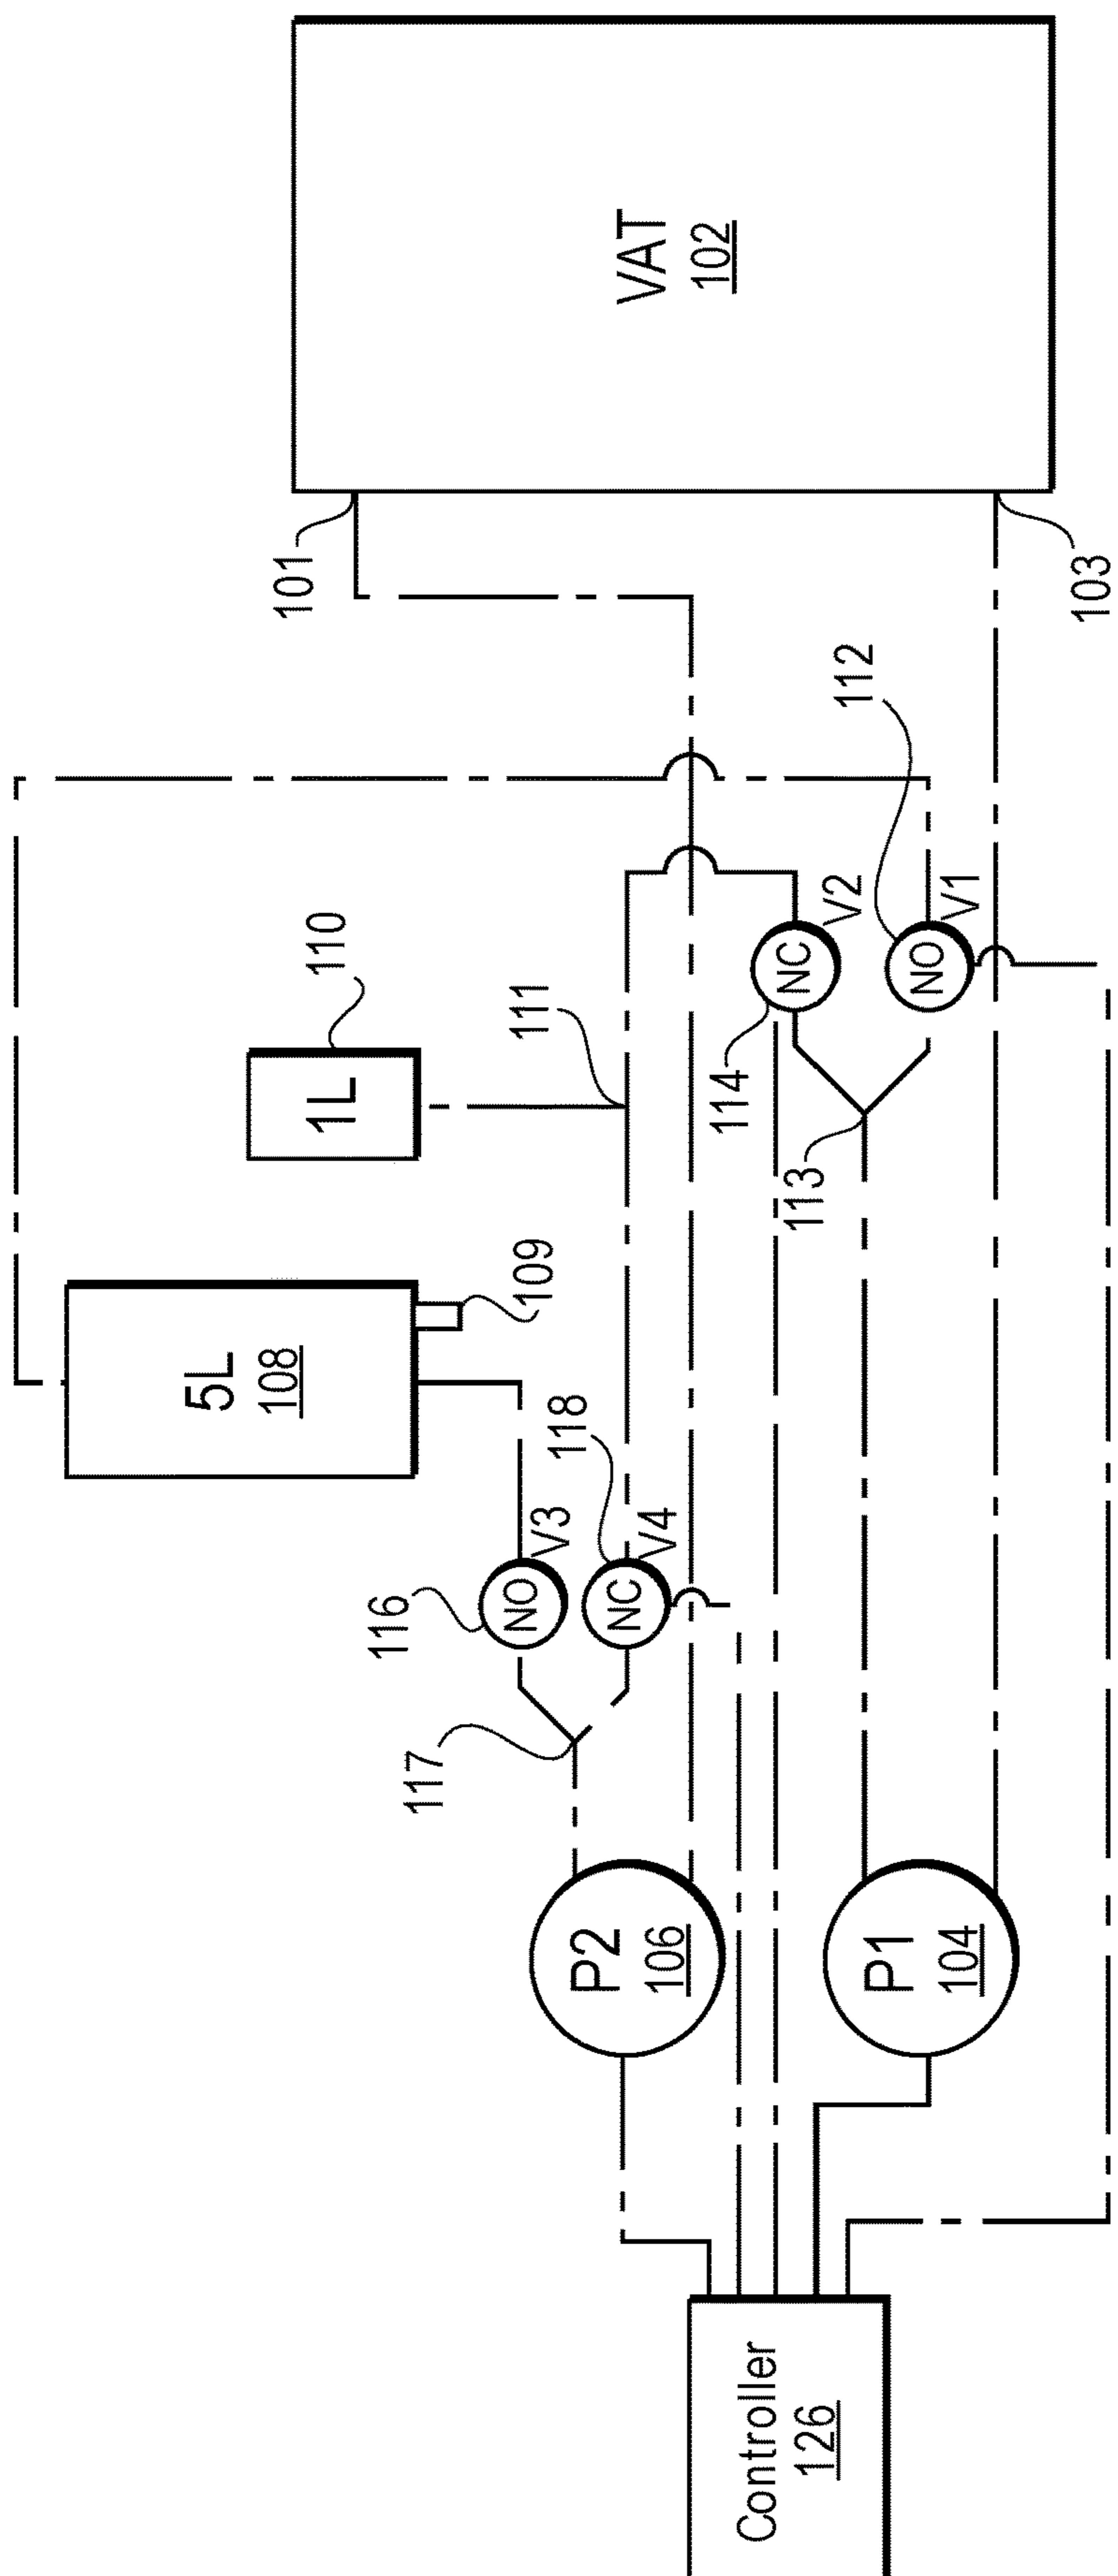 VAT
102
101
103
112
110
1L
111
NC
V2
NO
V1
114
113
5L
108
109
118
NO
V3
NC
V4
116
117
P2
106
P1
104
Controller
126